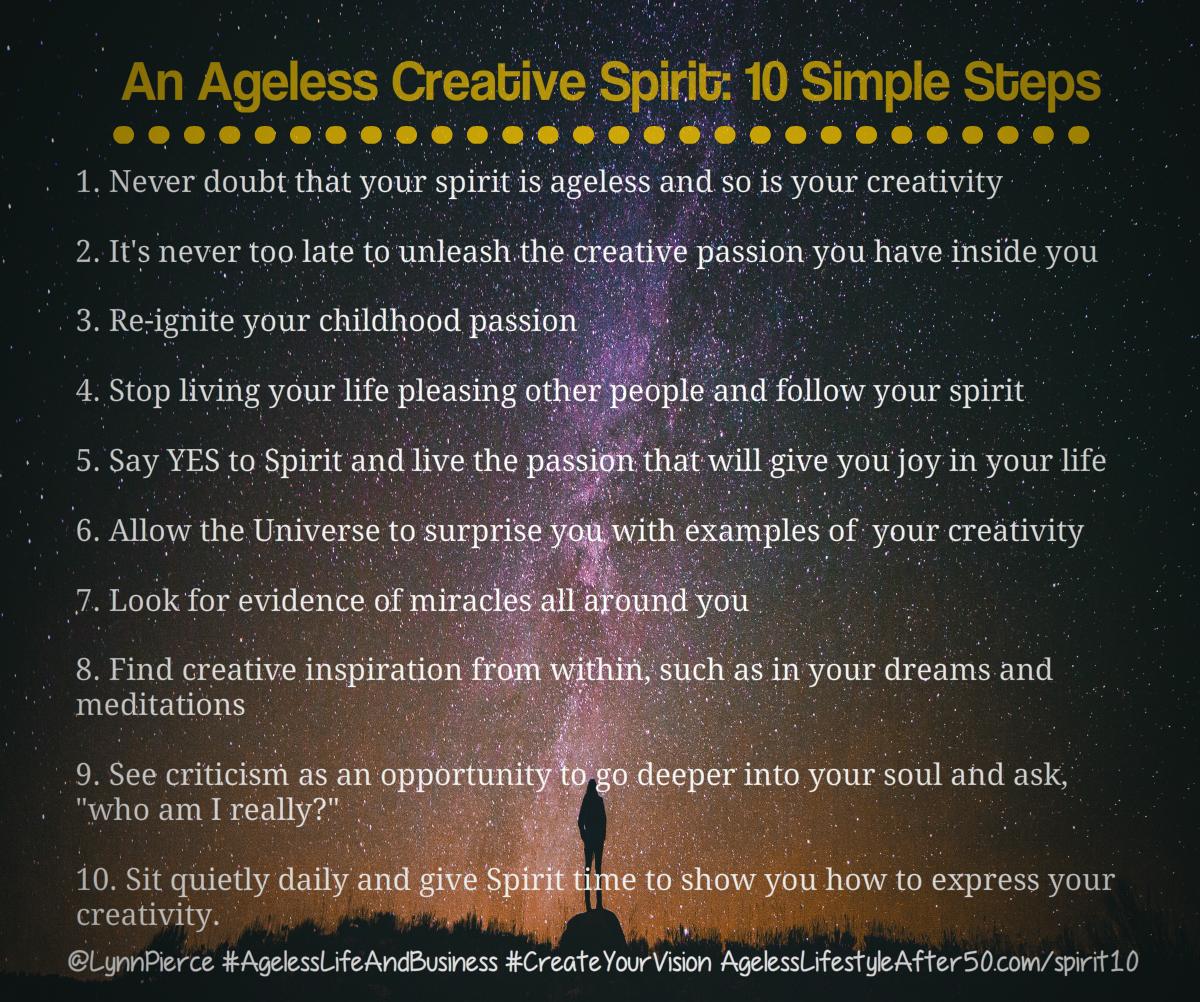 An Ageless Creative Spirit: 10 Simple Steps
1. Never doubt that your spirit is ageless and so is your creativity
2. It's never too late to unleash the creative passion you have inside you
3. Re-ignite your childhood passion
4. Stop living your life pleasing other people and follow your spirit
5. Say YES to Spirit and live the passion that will give you joy in your life
6. Allow the Universe to surprise you with examples of  your creativity
7. Look for evidence of miracles all around you
8. Find creative inspiration from within, such as in your dreams and
meditations
9. See criticism as an opportunity to go deeper into your soul and ask,
"who am I really?"
10. Sit quietly daily and give Spirit time to show you how to express your
creativity.
@LynnPierce #AgelessLifeAndBusiness #CreateYourVision AgelessLifestyleAfter50.com/spirit10